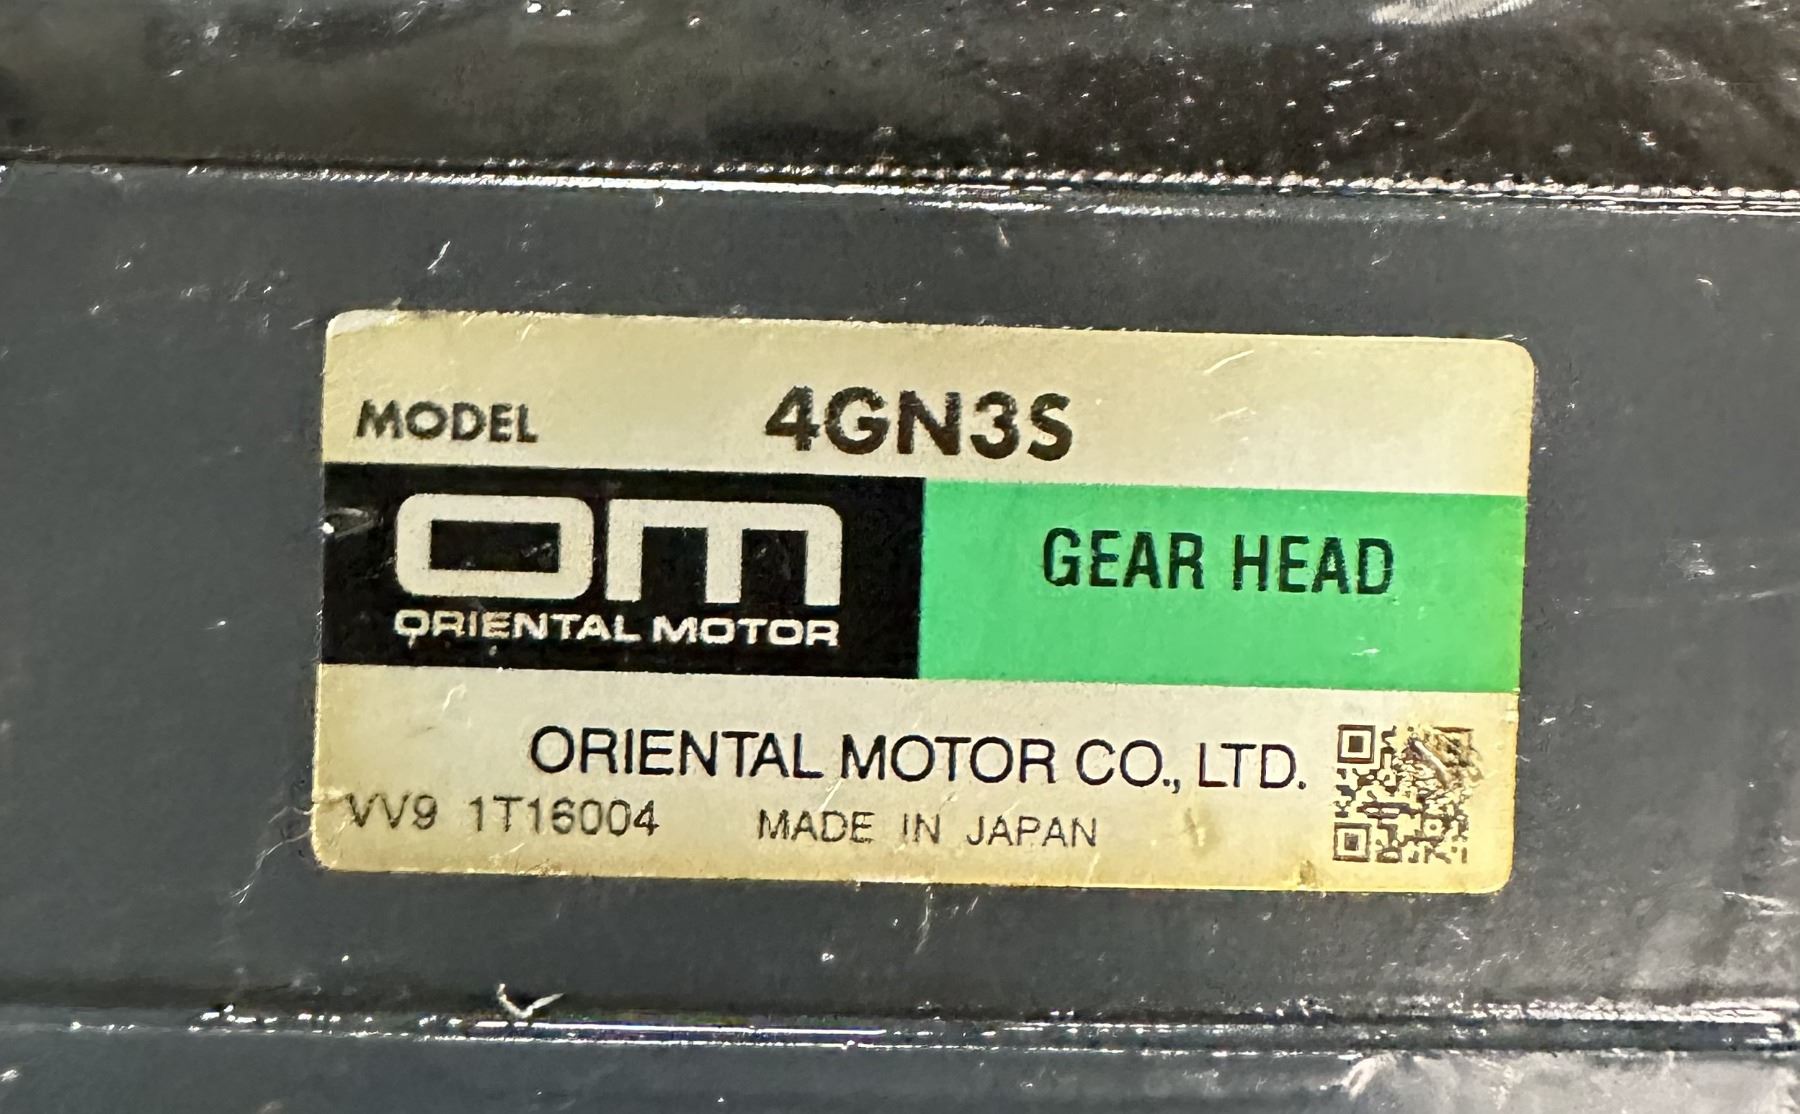 MODEL 4GN3S
om
ORIENTAL MOTOR
GEAR HEAD
ORIENTAL MOTOR CO., LTD.
VV9 1T16004 MADE IN JAPAN